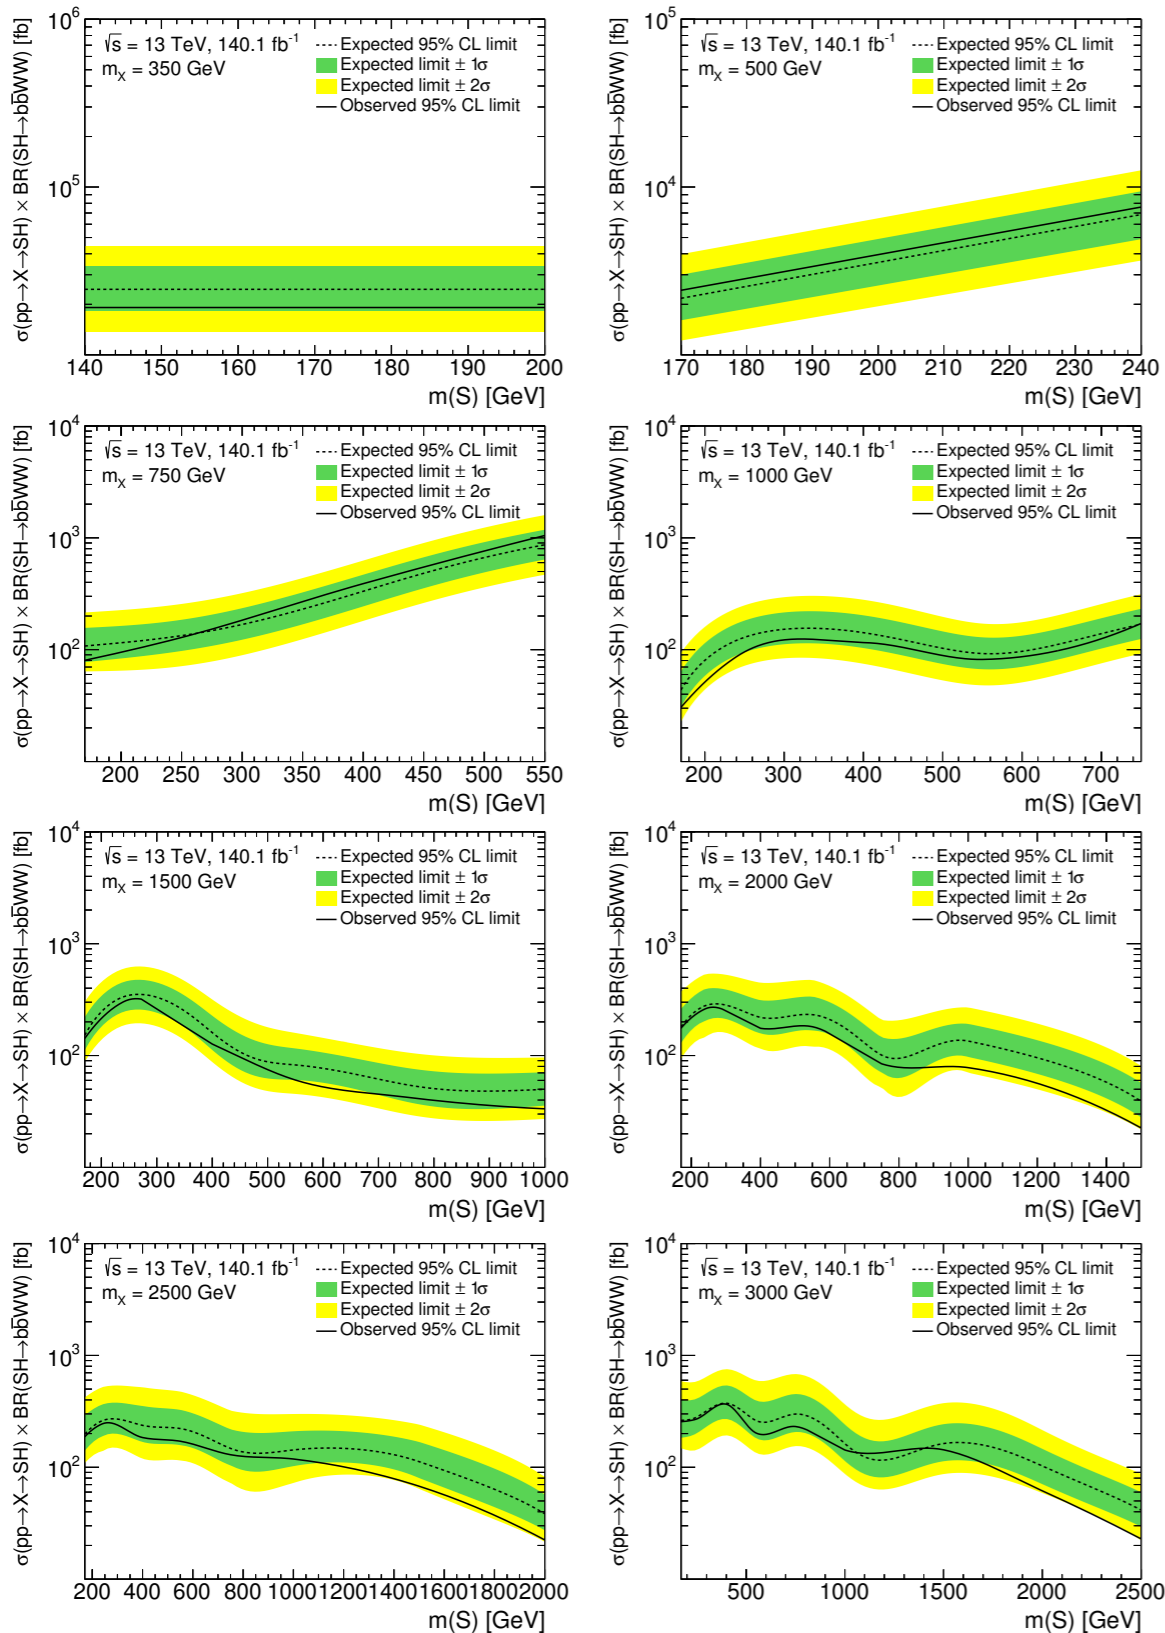 σ(pp→X→SH) × BR(SH→bb̄WW) [fb]
10⁶
10⁵
√s = 13 TeV, 140.1 fb⁻¹
m_X = 350 GeV
Expected 95% CL limit
Expected limit ± 1σ
Expected limit ± 2σ
Observed 95% CL limit
140 150 160 170 180 190 200
m(S) [GeV]
σ(pp→X→SH) × BR(SH→bb̄WW) [fb]
10⁵
10⁴
√s = 13 TeV, 140.1 fb⁻¹
m_X = 500 GeV
Expected 95% CL limit
Expected limit ± 1σ
Expected limit ± 2σ
Observed 95% CL limit
170 180 190 200 210 220 230 240
m(S) [GeV]
σ(pp→X→SH) × BR(SH→bb̄WW) [fb]
10⁴
10³
10²
√s = 13 TeV, 140.1 fb⁻¹
m_X = 750 GeV
Expected 95% CL limit
Expected limit ± 1σ
Expected limit ± 2σ
Observed 95% CL limit
200 250 300 350 400 450 500 550
m(S) [GeV]
σ(pp→X→SH) × BR(SH→bb̄WW) [fb]
10⁴
10³
10²
√s = 13 TeV, 140.1 fb⁻¹
m_X = 1000 GeV
Expected 95% CL limit
Expected limit ± 1σ
Expected limit ± 2σ
Observed 95% CL limit
200 300 400 500 600 700
m(S) [GeV]
σ(pp→X→SH) × BR(SH→bb̄WW) [fb]
10⁴
10³
10²
√s = 13 TeV, 140.1 fb⁻¹
m_X = 1500 GeV
Expected 95% CL limit
Expected limit ± 1σ
Expected limit ± 2σ
Observed 95% CL limit
200 300 400 500 600 700 800 900 1000
m(S) [GeV]
σ(pp→X→SH) × BR(SH→bb̄WW) [fb]
10⁴
10³
10²
√s = 13 TeV, 140.1 fb⁻¹
m_X = 2000 GeV
Expected 95% CL limit
Expected limit ± 1σ
Expected limit ± 2σ
Observed 95% CL limit
200 400 600 800 1000 1200 1400
m(S) [GeV]
σ(pp→X→SH) × BR(SH→bb̄WW) [fb]
10⁴
10³
10²
√s = 13 TeV, 140.1 fb⁻¹
m_X = 2500 GeV
Expected 95% CL limit
Expected limit ± 1σ
Expected limit ± 2σ
Observed 95% CL limit
200 400 600 800 1000 1200 1400 1600 1800 2000
m(S) [GeV]
σ(pp→X→SH) × BR(SH→bb̄WW) [fb]
10⁴
10³
10²
√s = 13 TeV, 140.1 fb⁻¹
m_X = 3000 GeV
Expected 95% CL limit
Expected limit ± 1σ
Expected limit ± 2σ
Observed 95% CL limit
500 1000 1500 2000 2500
m(S) [GeV]